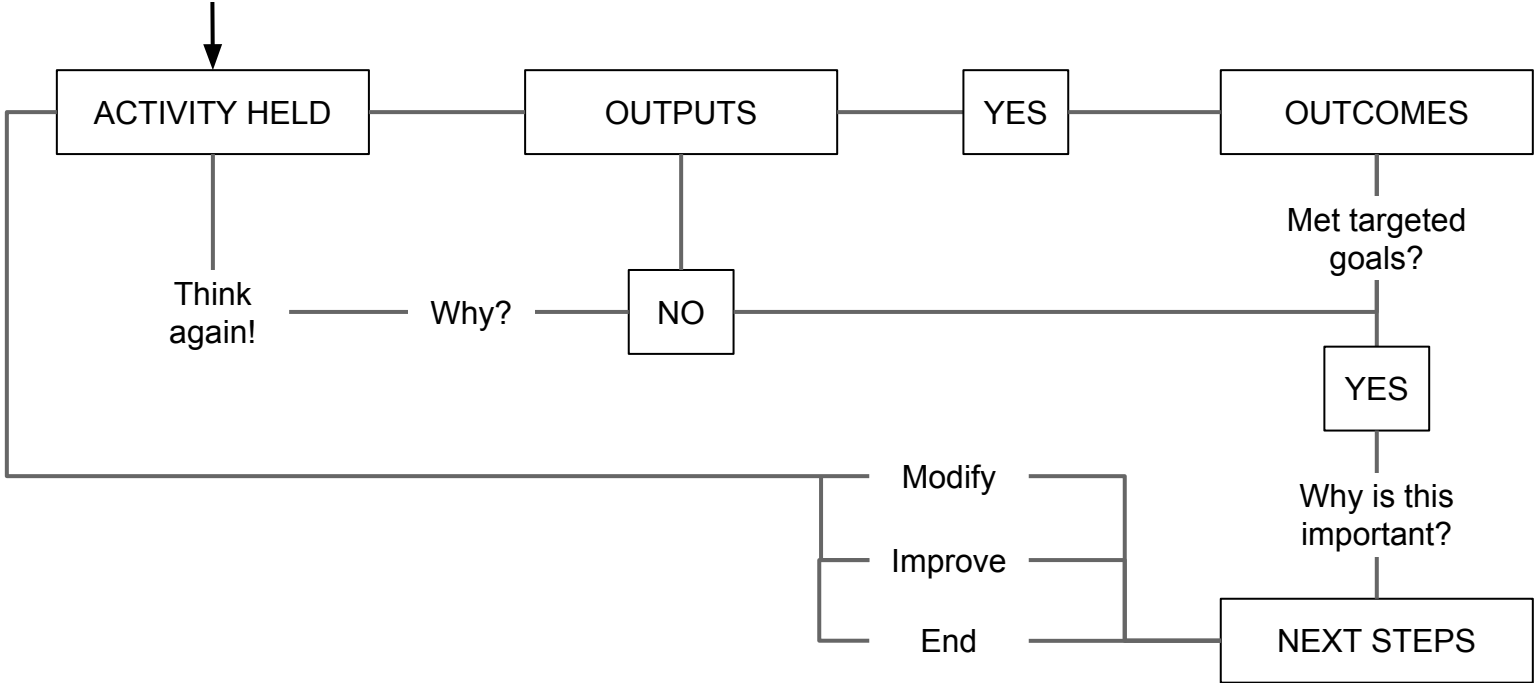 ACTIVITY HELD
OUTPUTS
YES
OUTCOMES
Met targeted
goals?
Think
again!
Why?
NO
YES
Modify
Why is this
important?
Improve
End
NEXT STEPS